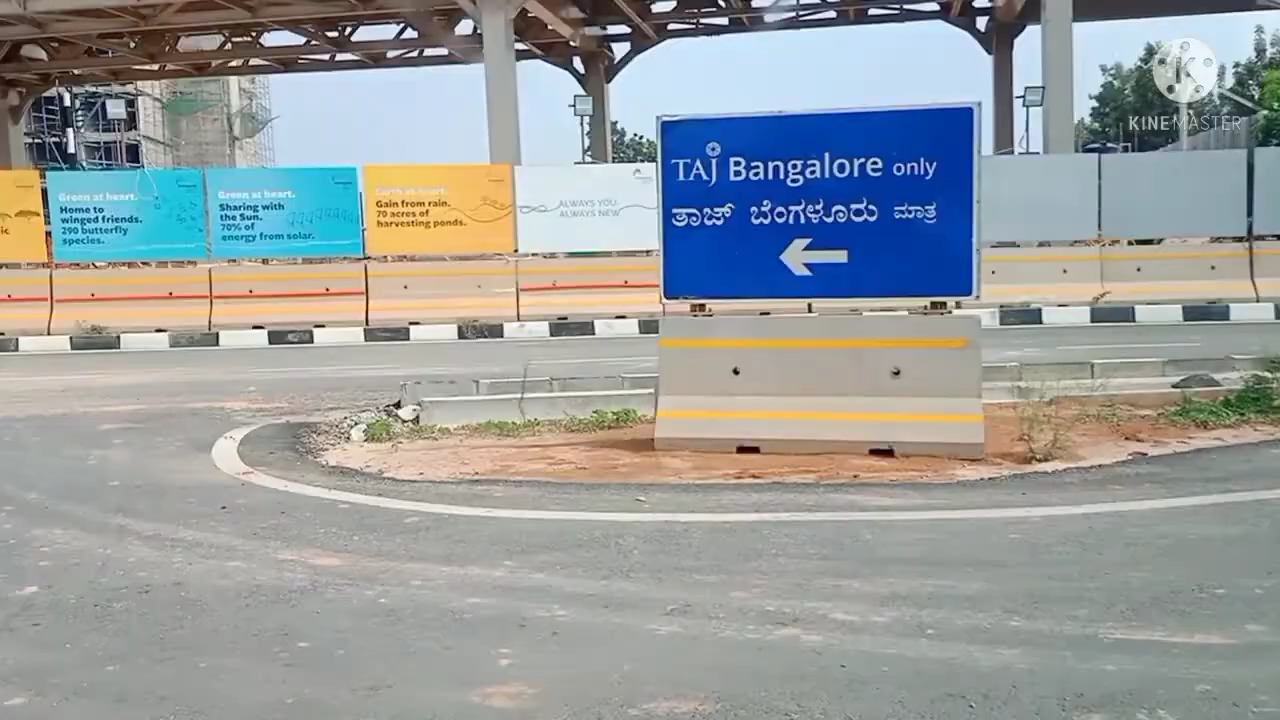 KINEMASTER
TAJ Bangalore only
ತಾಜ್ ಬೆಂಗಳೂರು ಮಾತ್ರ
Green at heart.
Home to
winged friends.
290 butterfly
species.
Green at heart.
Sharing with
the Sun.
70% of
energy from solar.
Earth at heart.
Gain from rain.
70 acres of
harvesting ponds.
ALWAYS YOU.
ALWAYS NEW